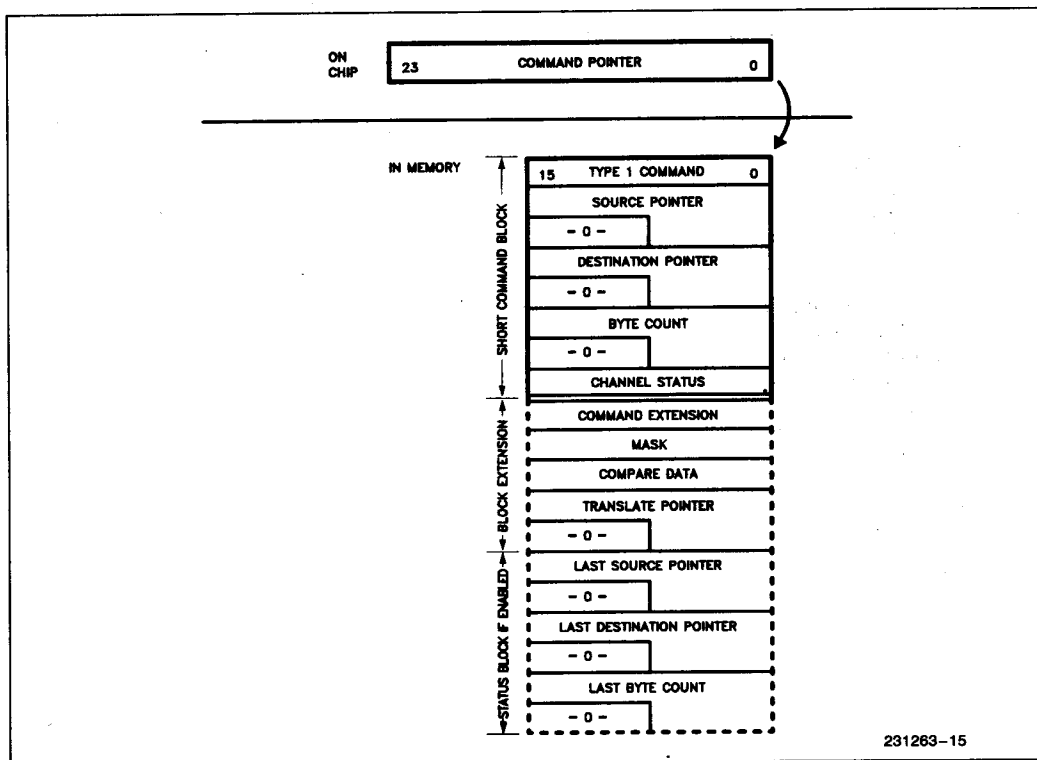 ON
CHIP
23 COMMAND POINTER 0
IN MEMORY
15 TYPE 1 COMMAND 0
SOURCE POINTER
- 0 -
DESTINATION POINTER
- 0 -
BYTE COUNT
- 0 -
CHANNEL STATUS
SHORT COMMAND BLOCK
COMMAND EXTENSION
MASK
COMPARE DATA
TRANSLATE POINTER
- 0 -
BLOCK EXTENSION
LAST SOURCE POINTER
- 0 -
LAST DESTINATION POINTER
- 0 -
LAST BYTE COUNT
- 0 -
STATUS BLOCK IF ENABLED
231263-15